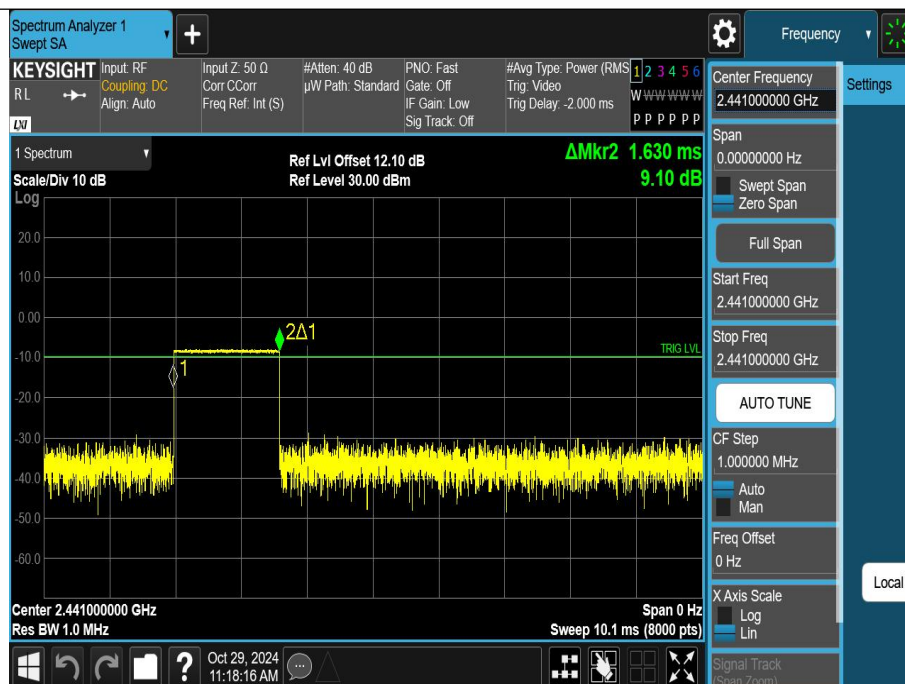 Spectrum Analyzer 1
Swept SA
Frequency
KEYSIGHT
RL
LXI
Input: RF
Coupling: DC
Align: Auto
Input Z: 50 Ω
Corr CCorr
Freq Ref: Int (S)
#Atten: 40 dB
µW Path: Standard
PNO: Fast
Gate: Off
IF Gain: Low
Sig Track: Off
#Avg Type: Power (RMS
Trig: Video
Trig Delay: -2.000 ms
1 2 3 4 5 6
W W W W W W
P P P P P P
1 Spectrum
Scale/Div 10 dB
Log
Ref Lvl Offset 12.10 dB
Ref Level 30.00 dBm
ΔMkr2 1.630 ms
9.10 dB
20.0
10.0
0.00
-10.0
-20.0
-30.0
-40.0
-50.0
-60.0
2Δ1
1
TRIG LVL
Center 2.441000000 GHz
Res BW 1.0 MHz
Span 0 Hz
Sweep 10.1 ms (8000 pts)
Oct 29, 2024
11:18:16 AM
Center Frequency
2.441000000 GHz
Span
0.00000000 Hz
Swept Span
Zero Span
Full Span
Start Freq
2.441000000 GHz
Stop Freq
2.441000000 GHz
AUTO TUNE
CF Step
1.000000 MHz
Auto
Man
Freq Offset
0 Hz
X Axis Scale
Log
Lin
Signal Track
(Span Zoom)
Settings
Local